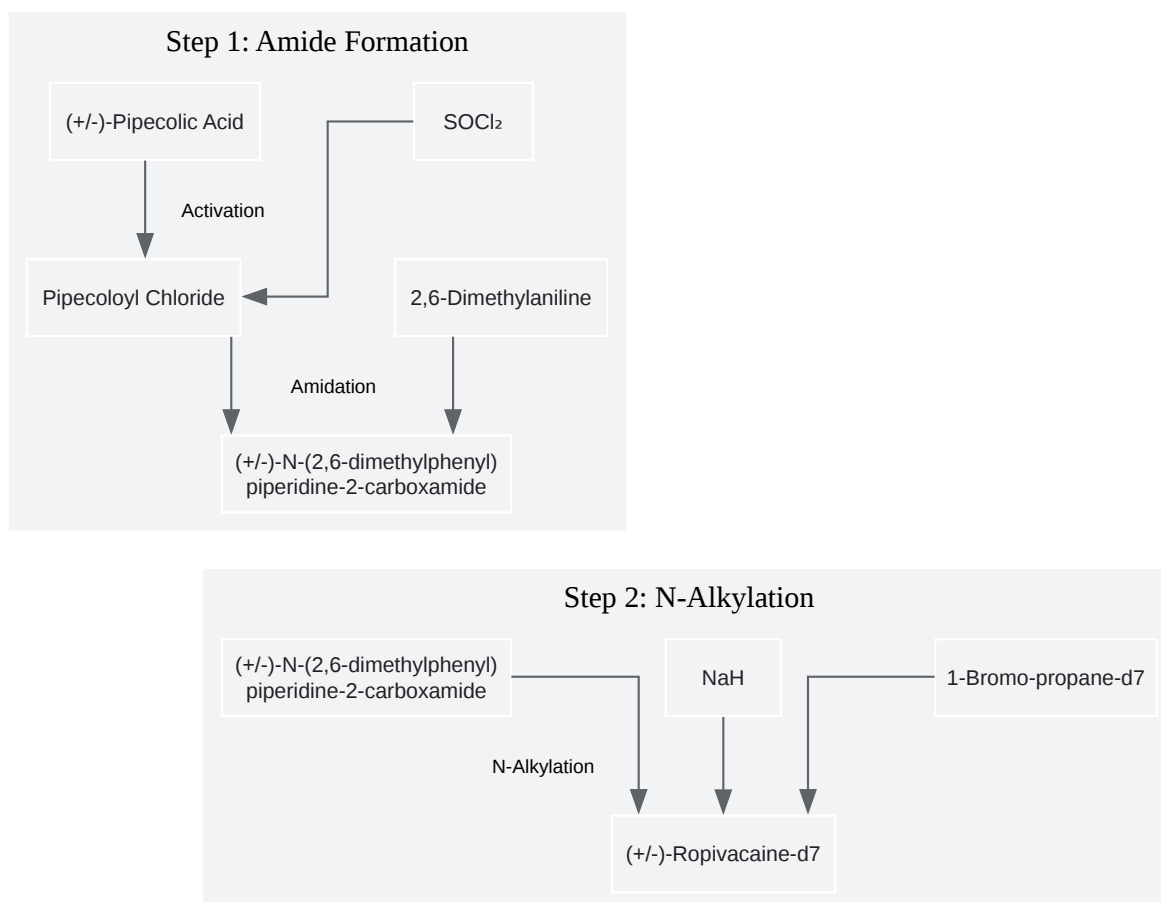 Step 1: Amide Formation
(+/-)-Pipecolic Acid
SOCl₂
Activation
Pipecoloyl Chloride
2,6-Dimethylaniline
Amidation
(+/-)-N-(2,6-dimethylphenyl)
piperidine-2-carboxamide
Step 2: N-Alkylation
(+/-)-N-(2,6-dimethylphenyl)
piperidine-2-carboxamide
NaH
1-Bromo-propane-d7
N-Alkylation
(+/-)-Ropivacaine-d7